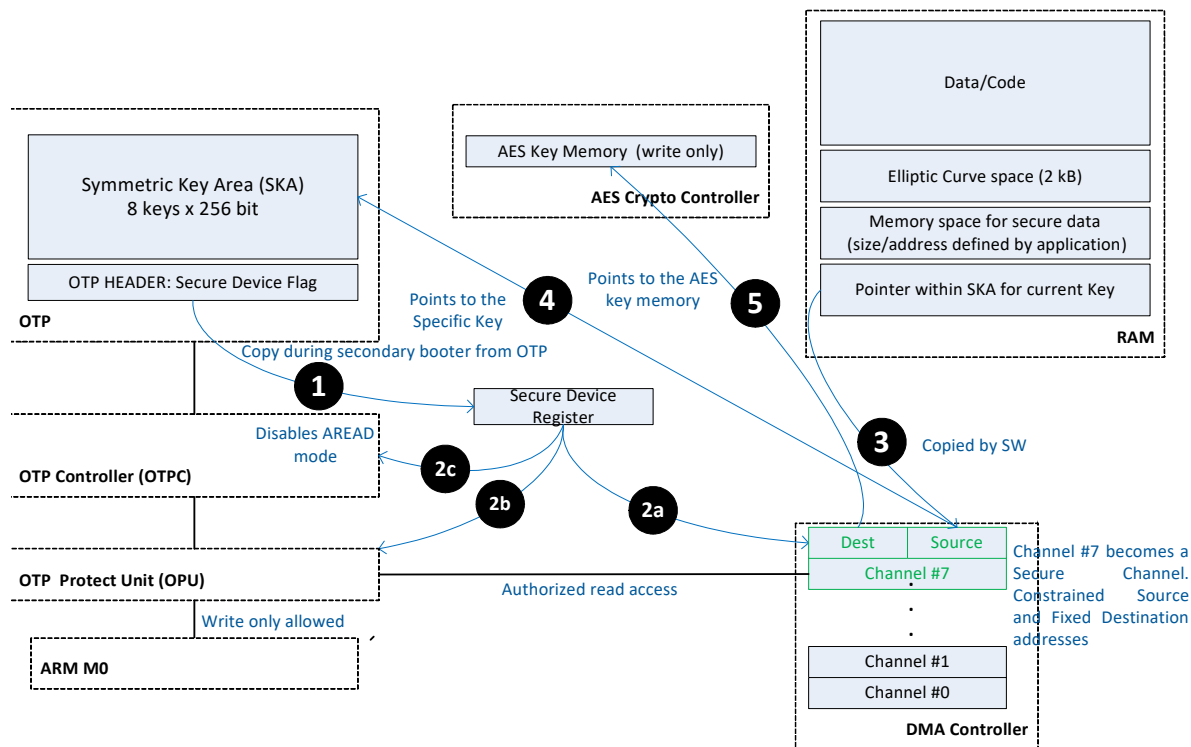 Data/Code
Elliptic Curve space (2 kB)
Memory space for secure data
(size/address defined by application)
Pointer within SKA for current Key
RAM
AES Key Memory (write only)
AES Crypto Controller
Symmetric Key Area (SKA)
8 keys x 256 bit
OTP HEADER: Secure Device Flag
OTP
Points to the
Specific Key
4
Points to the AES
key memory
5
Copy during secondary booter from OTP
1
Secure Device
Register
3
Copied by SW
Disables AREAD
mode
2c
OTP Controller (OTPC)
2b
2a
Dest
Source
Channel #7
.
.
.
Channel #1
Channel #0
DMA Controller
Channel #7 becomes a
Secure Channel.
Constrained Source
and Fixed Destination
addresses
OTP Protect Unit (OPU)
Authorized read access
Write only allowed
ARM M0